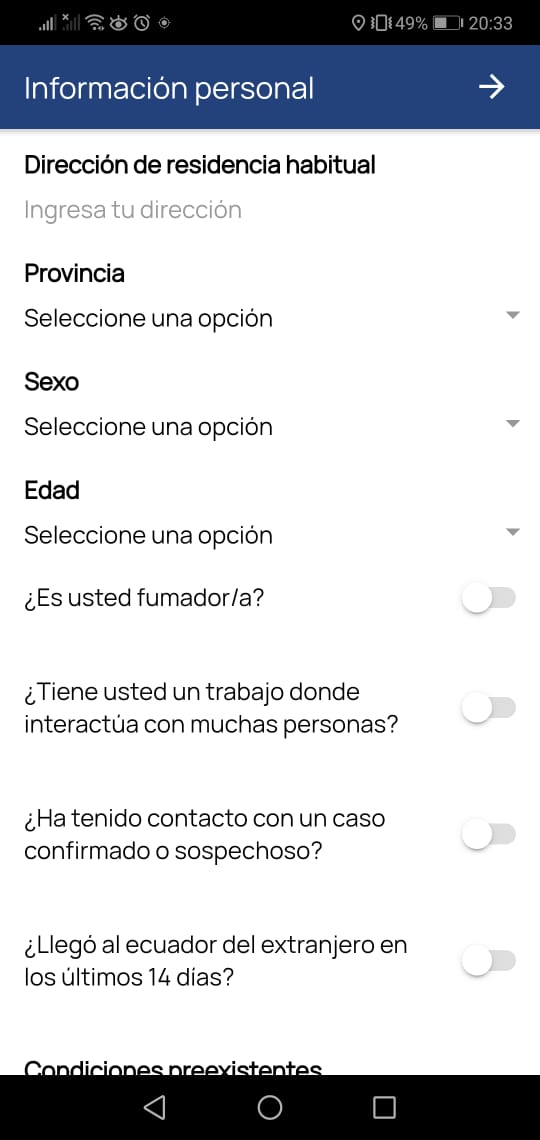 49% 20:33
Información personal
Dirección de residencia habitual
Ingresa tu dirección
Provincia
Seleccione una opción
Sexo
Seleccione una opción
Edad
Seleccione una opción
¿Es usted fumador/a?
¿Tiene usted un trabajo donde
interactúa con muchas personas?
¿Ha tenido contacto con un caso
confirmado o sospechoso?
¿Llegó al ecuador del extranjero en
los últimos 14 días?
Condiciones preexistentes